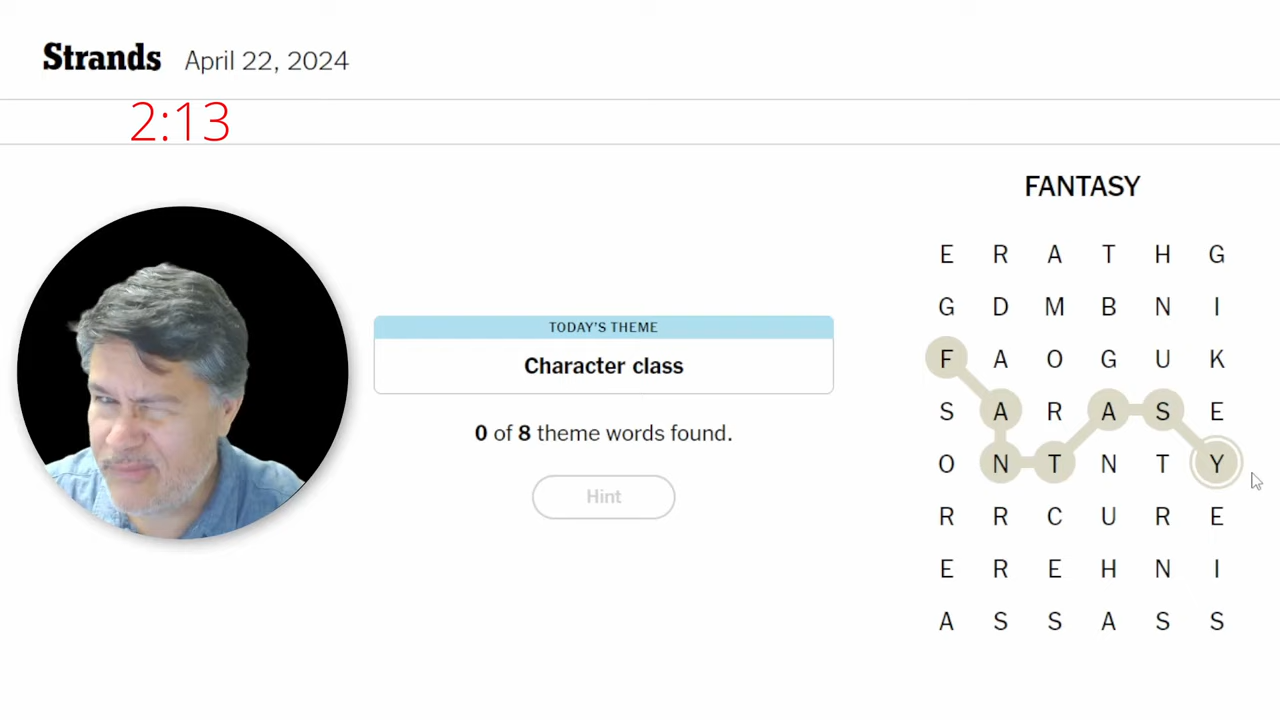 Strands April 22, 2024
2:13
FANTASY
TODAY'S THEME
Character class
0 of 8 theme words found.
Hint
E R A T H G
G D M B N I
F A O G U K
S A R A S E
O N T N T Y
R R C U R E
E R E H N I
A S S A S S